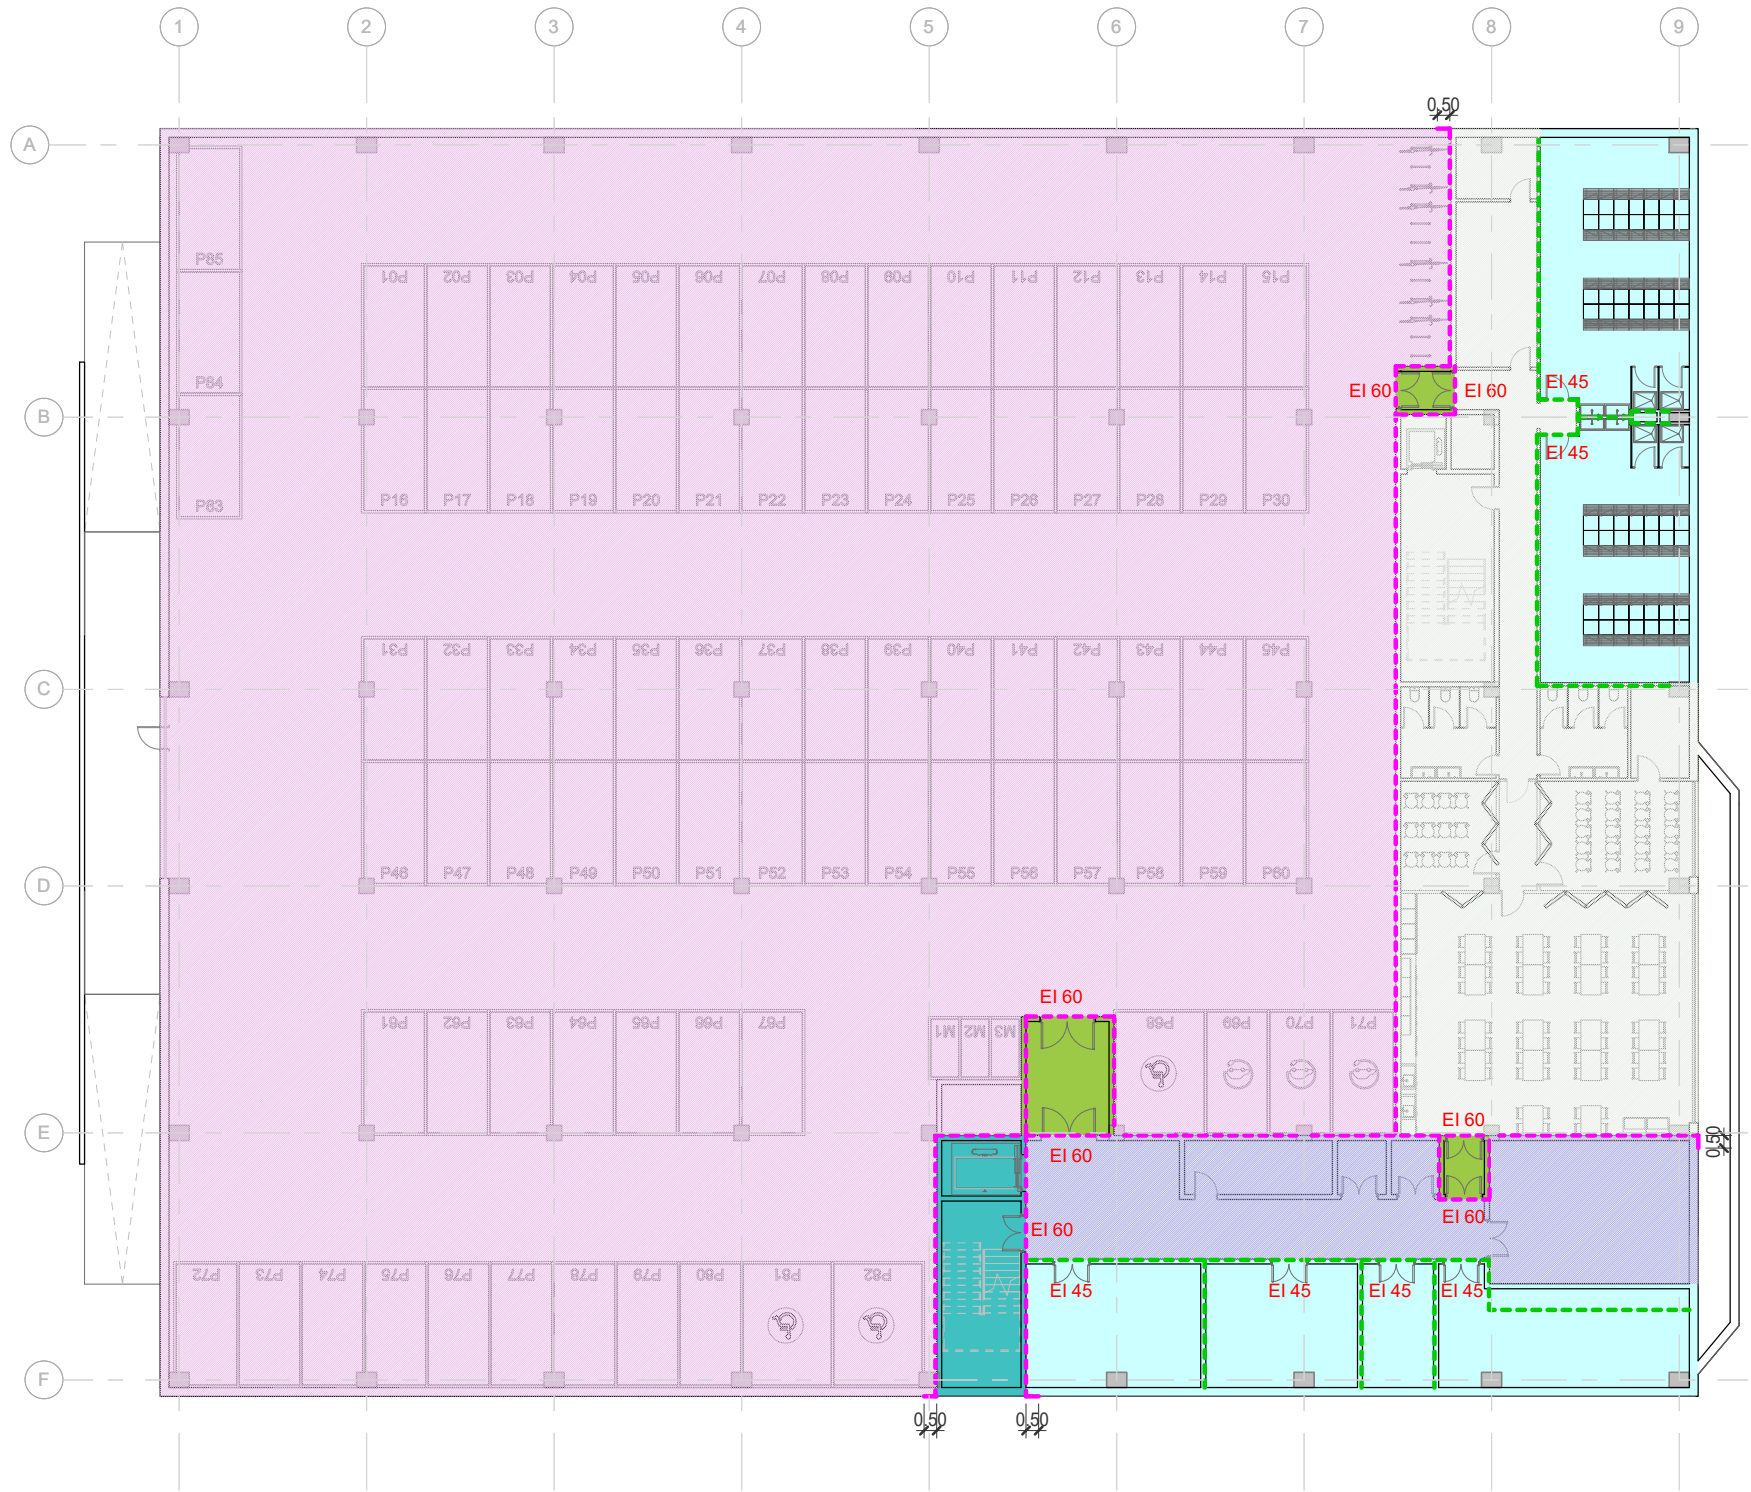 1 2 3 4 5 6 7 8 9
0,50
A
P85
P01 P02 P03 P04 P05 P06 P07 P08 P09 P10 P11 P12 P13 P14 P15
P84
EI 60 EI 60 EI 45
B
EI 45
P83 P16 P17 P18 P19 P20 P21 P22 P23 P24 P25 P26 P27 P28 P29 P30
P31 P32 P33 P34 P35 P36 P37 P38 P39 P40 P41 P42 P43 P44 P45
C
P46 P47 P48 P49 P50 P51 P52 P53 P54 P55 P56 P57 P58 P59 P60
D
EI 60
P61 P62 P63 P64 P65 P66 P67 M1 M2 M3 P68 P69 P70 P71
EI 60
E
0,50
EI 60
EI 60
EI 60
P72 P73 P74 P75 P76 P77 P78 P79 P80 P81 P82
EI 45 EI 45 EI 45 EI 45
F
0,50 0,50